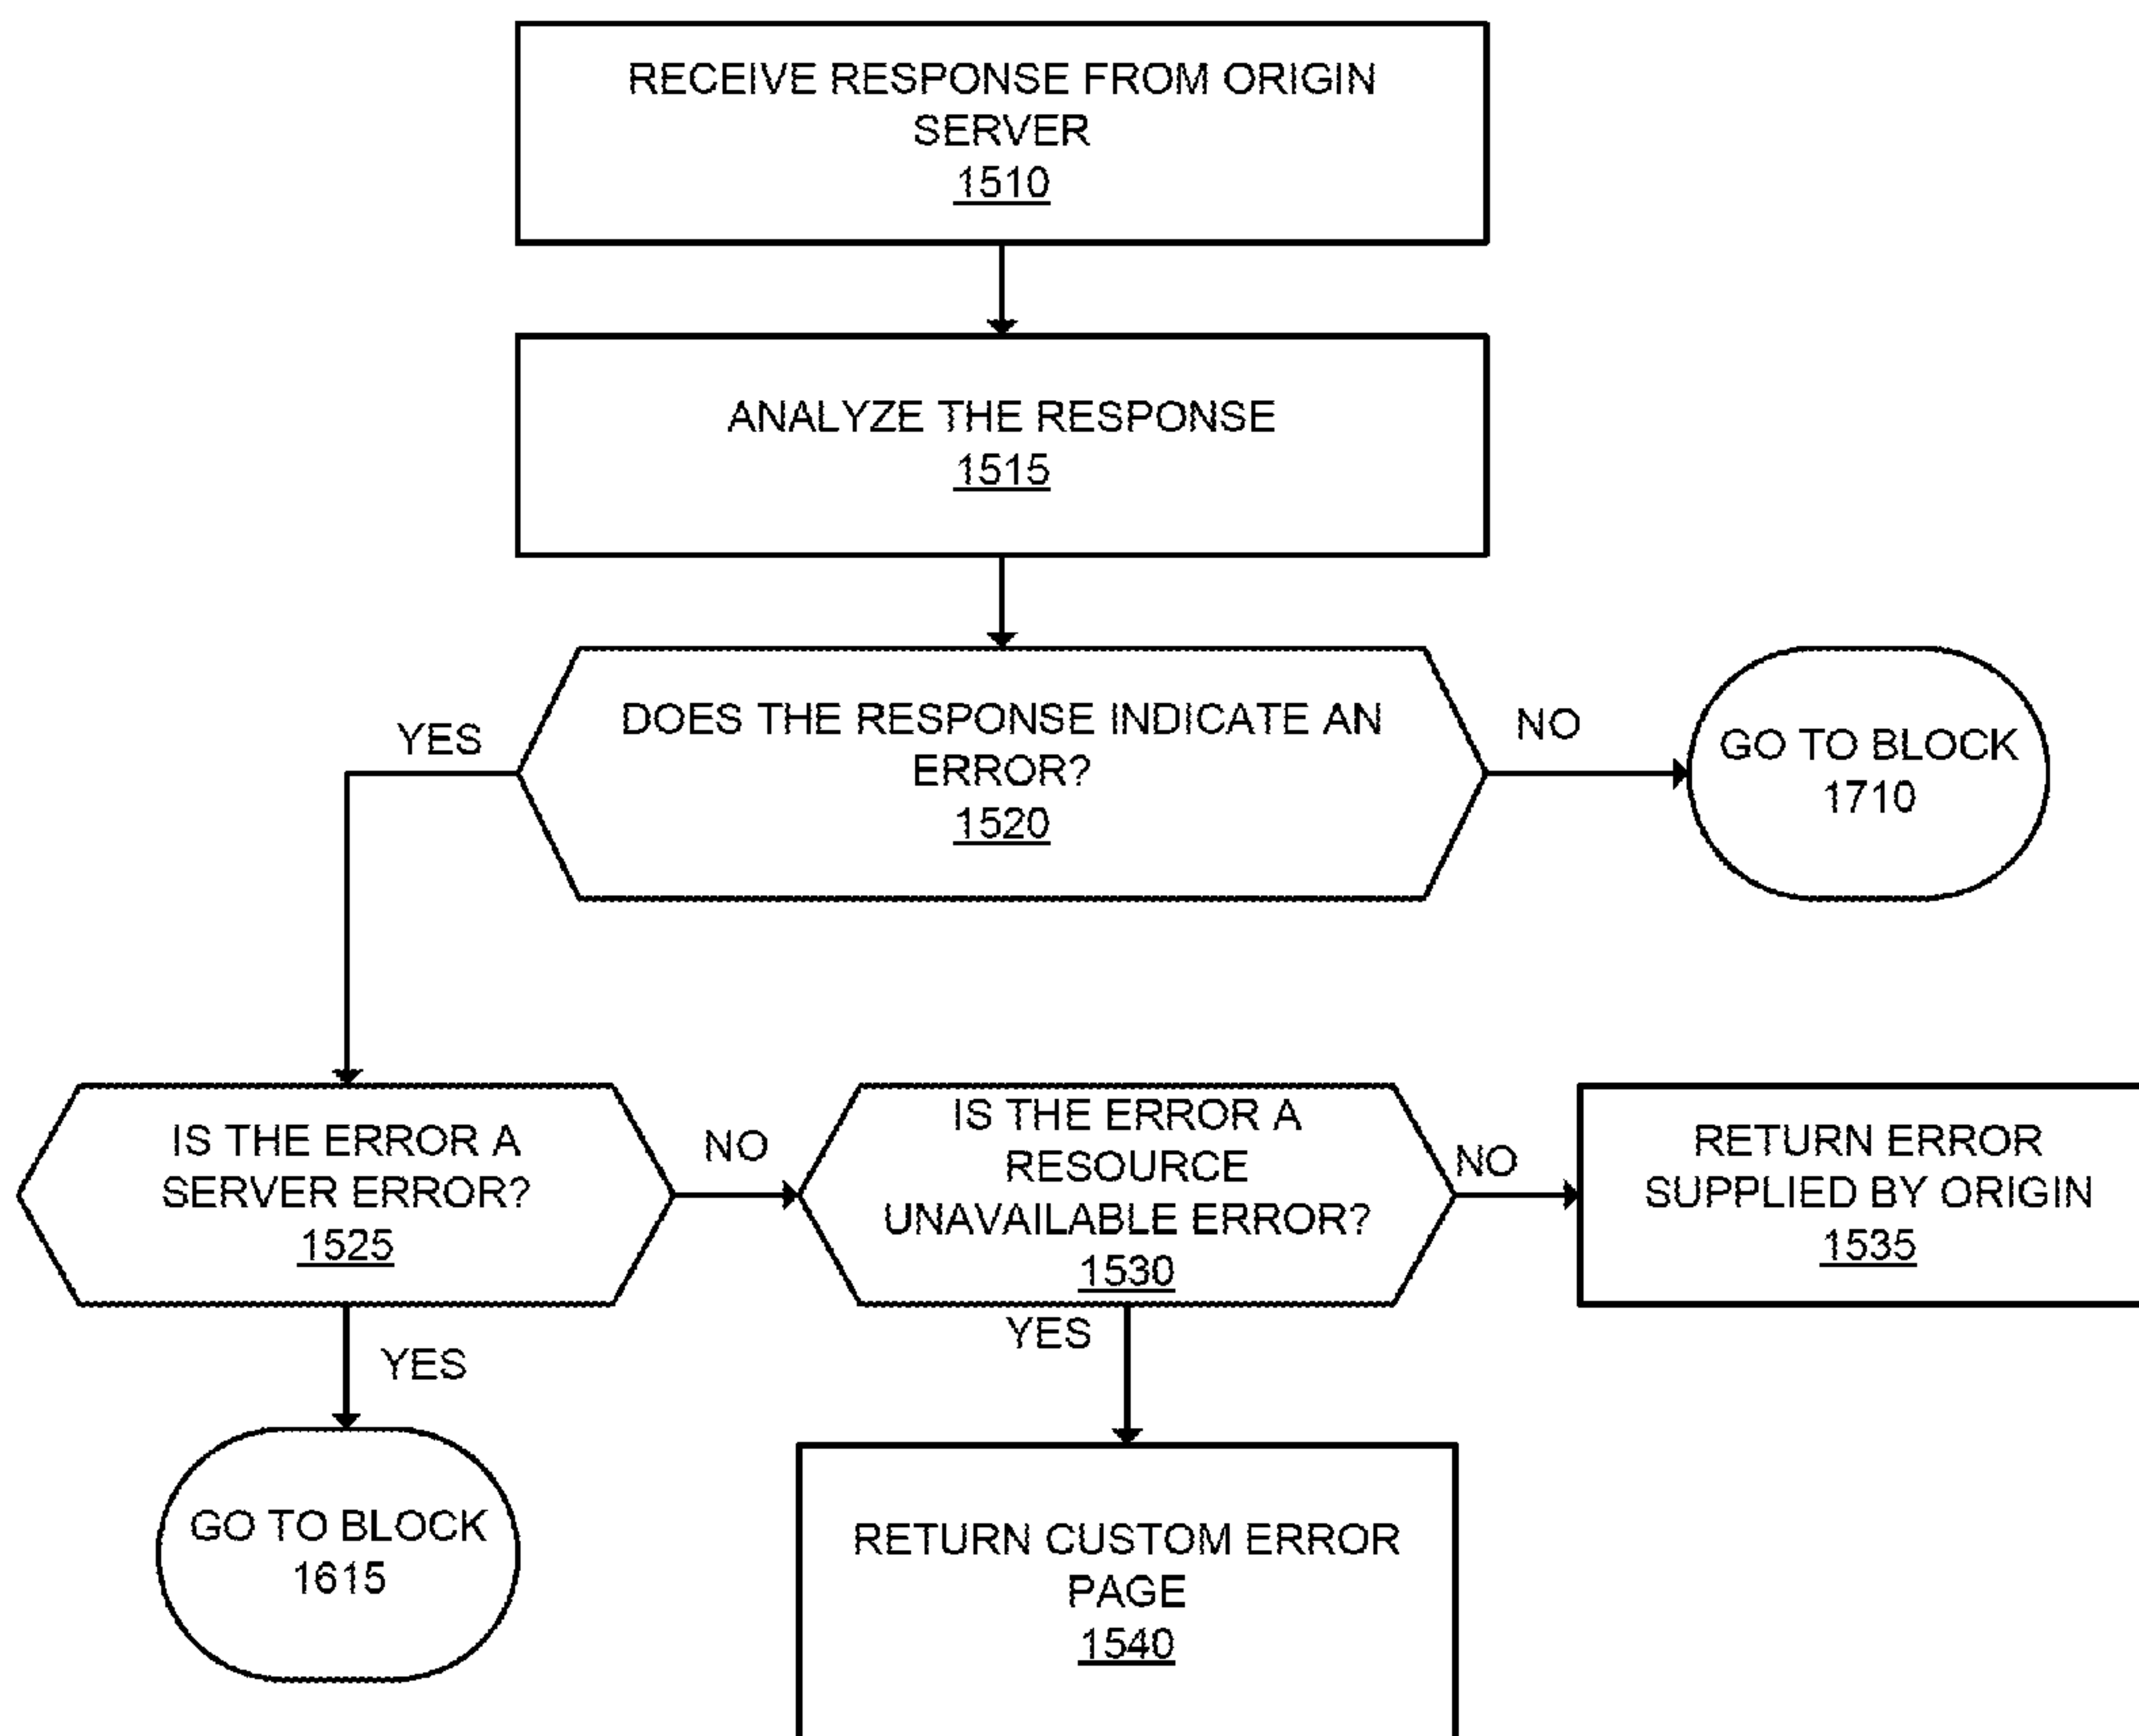 RECEIVE RESPONSE FROM ORIGIN
SERVER
1510
ANALYZE THE RESPONSE
1515
DOES THE RESPONSE INDICATE AN
ERROR?
1520
YES
NO
GO TO BLOCK
1710
IS THE ERROR A
SERVER ERROR?
1525
NO
IS THE ERROR A
RESOURCE
UNAVAILABLE ERROR?
1530
NO
RETURN ERROR
SUPPLIED BY ORIGIN
1535
YES
GO TO BLOCK
1615
YES
RETURN CUSTOM ERROR
PAGE
1540